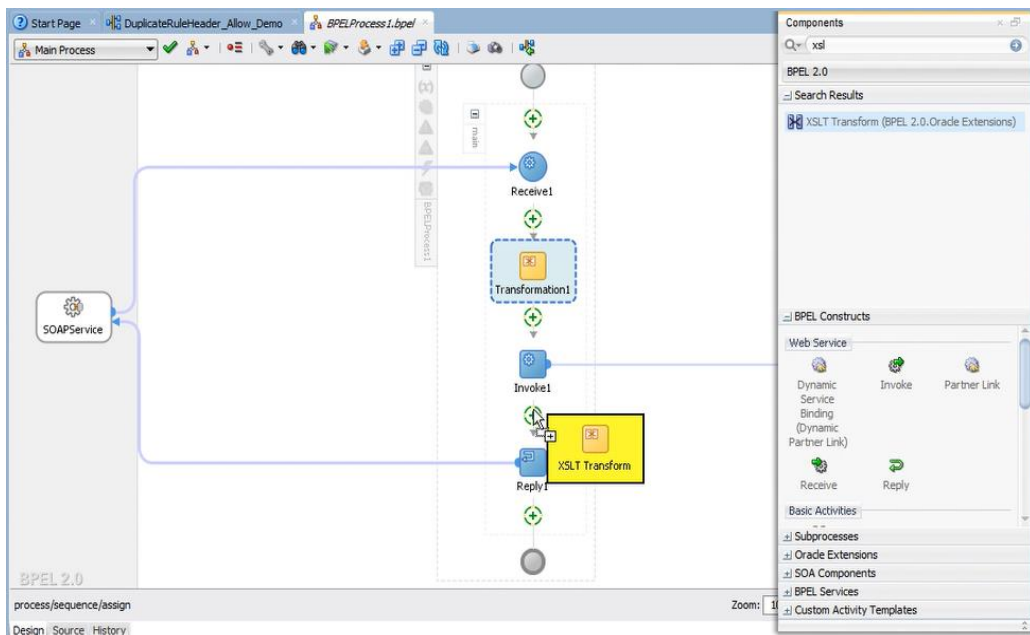 Start Page
DuplicateRuleHeader_Allow_Demo
BPELProcess1.bpel
Main Process
main
BPELProcess1
Receive1
Transformation1
Invoke1
XSLT Transform
Reply1
SOAPService
BPEL 2.0
process/sequence/assign
Zoom: 10
Design Source History
Components
xsl
BPEL 2.0
Search Results
XSLT Transform (BPEL 2.0.Oracle Extensions)
BPEL Constructs
Web Service
Dynamic
Service
Binding
(Dynamic
Partner Link)
Invoke
Partner Link
Receive
Reply
Basic Activities
Subprocesses
Oracle Extensions
SOA Components
BPEL Services
Custom Activity Templates